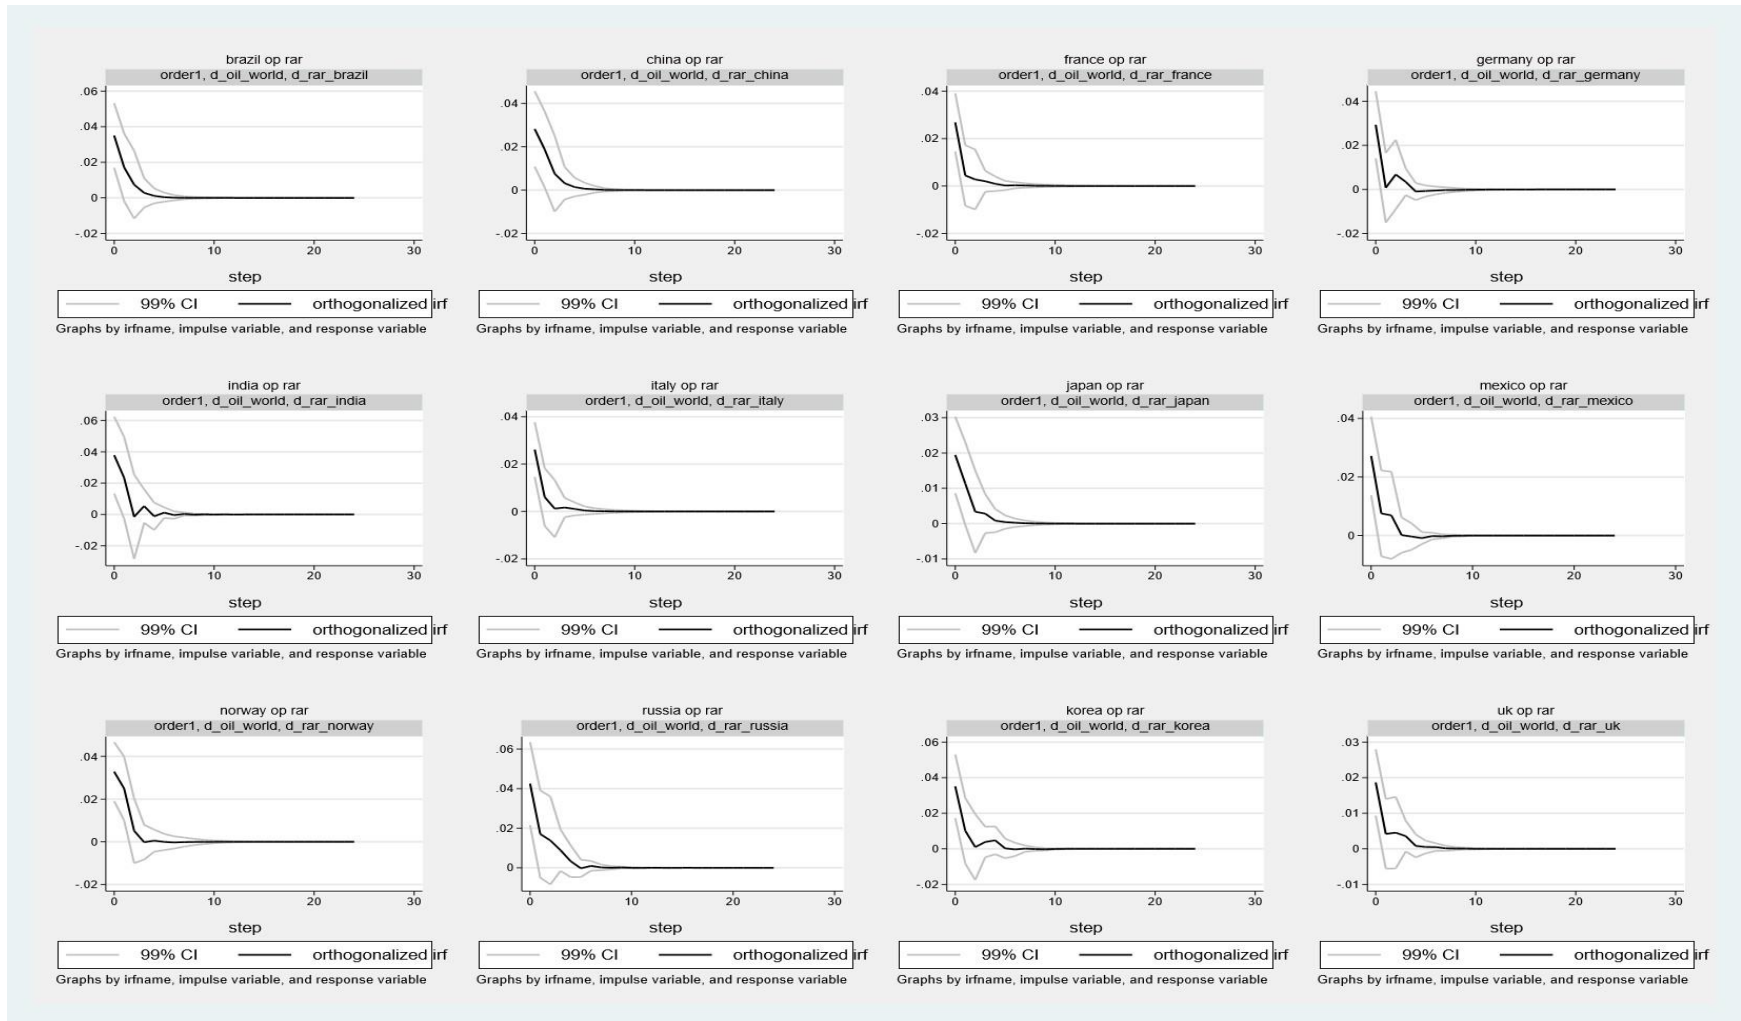 brazil op rar
order1, d_oil_world, d_rar_brazil
.06
.04
.02
0
-.02
0 10 20 30
step
99% CI orthogonalized irf
Graphs by irfname, impulse variable, and response variable
china op rar
order1, d_oil_world, d_rar_china
.04
.02
0
-.02
0 10 20 30
step
99% CI orthogonalized irf
Graphs by irfname, impulse variable, and response variable
france op rar
order1, d_oil_world, d_rar_france
.04
.02
0
-.02
0 10 20 30
step
99% CI orthogonalized irf
Graphs by irfname, impulse variable, and response variable
germany op rar
order1, d_oil_world, d_rar_germany
.04
.02
0
-.02
0 10 20 30
step
99% CI orthogonalized irf
Graphs by irfname, impulse variable, and response variable
india op rar
order1, d_oil_world, d_rar_india
.06
.04
.02
0
-.02
0 10 20 30
step
99% CI orthogonalized irf
Graphs by irfname, impulse variable, and response variable
italy op rar
order1, d_oil_world, d_rar_italy
.04
.02
0
-.02
0 10 20 30
step
99% CI orthogonalized irf
Graphs by irfname, impulse variable, and response variable
japan op rar
order1, d_oil_world, d_rar_japan
.03
.02
.01
0
-.01
0 10 20 30
step
99% CI orthogonalized irf
Graphs by irfname, impulse variable, and response variable
mexico op rar
order1, d_oil_world, d_rar_mexico
.04
.02
0
0 10 20 30
step
99% CI orthogonalized irf
Graphs by irfname, impulse variable, and response variable
norway op rar
order1, d_oil_world, d_rar_norway
.04
.02
0
-.02
0 10 20 30
step
99% CI orthogonalized irf
Graphs by irfname, impulse variable, and response variable
russia op rar
order1, d_oil_world, d_rar_russia
.06
.04
.02
0
0 10 20 30
step
99% CI orthogonalized irf
Graphs by irfname, impulse variable, and response variable
korea op rar
order1, d_oil_world, d_rar_korea
.06
.04
.02
0
-.02
0 10 20 30
step
99% CI orthogonalized irf
Graphs by irfname, impulse variable, and response variable
uk op rar
order1, d_oil_world, d_rar_uk
.03
.02
.01
0
-.01
0 10 20 30
step
99% CI orthogonalized irf
Graphs by irfname, impulse variable, and response variable